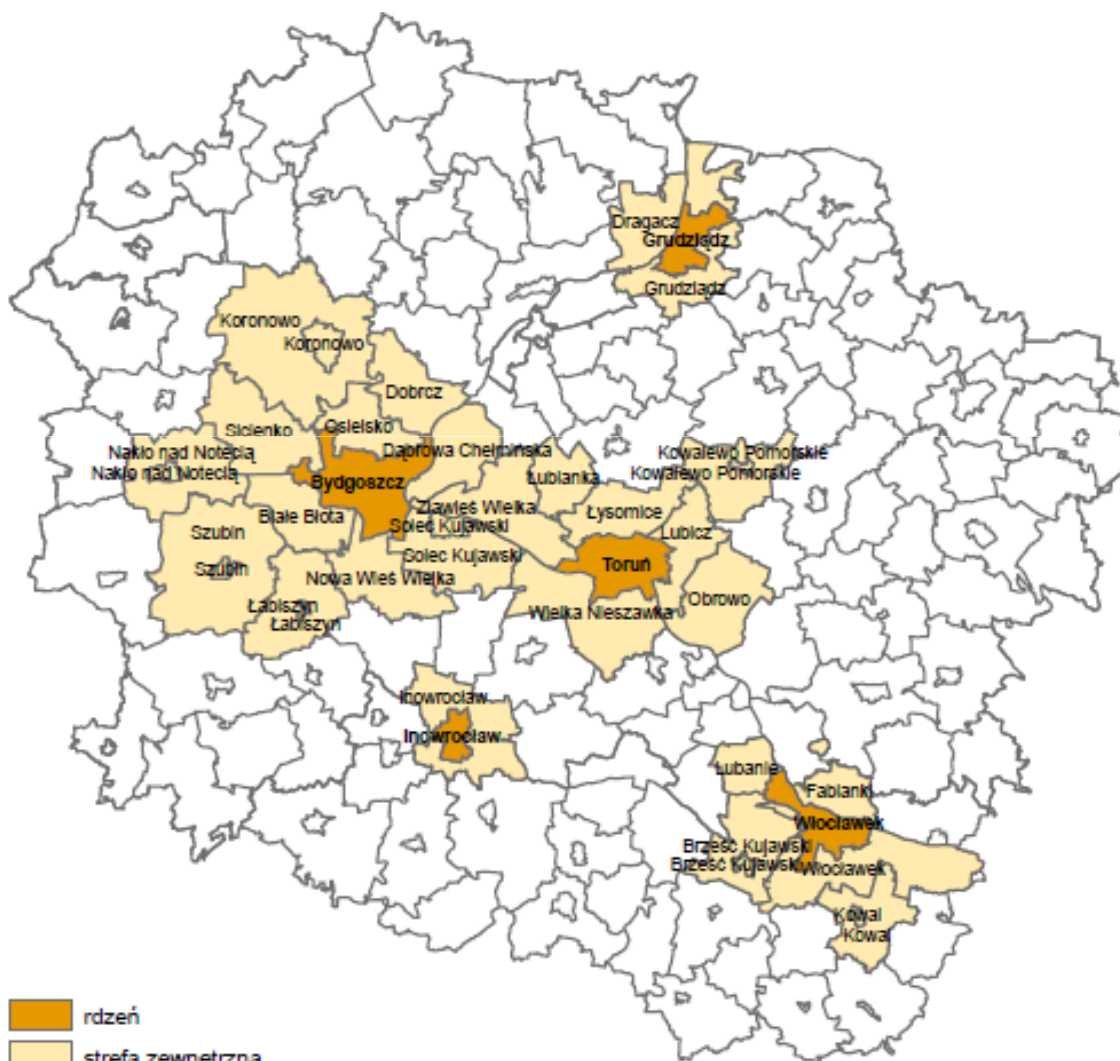 Dragacz
Grudziądz
Grudziądz
Koronowo
Koronowo
Dobrcz
Sicienko
Osielsko
Dąbrowa Chełmińska
Nakło nad Notecią
Nakło nad Notecią
Kowalewo Pomorskie
Kowalewo Pomorskie
Bydgoszcz
Łubianka
Zławieś Wielka
Białe Błota
Solec Kujawski
Łysomice
Szubin
Lubicz
Solec Kujawski
Toruń
Szubin
Nowa Wieś Wielka
Obrowo
Łabiszyn
Wielka Nieszawka
Łabiszyn
Inowrocław
Inowrocław
Lubanie
Fabianki
Włocławek
Brześć Kujawski
Brześć Kujawski
Włocławek
Kowal
Kowal
rdzeń
strefa zewnętrzna